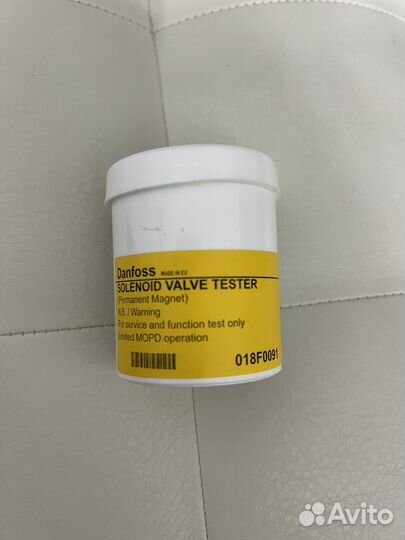 Danfoss MADE IN EU
SOLENOID VALVE TESTER
(Permanent Magnet)
N.B. / Warning
For service and function test only
Limited MOPD operation
018F0091
Avito